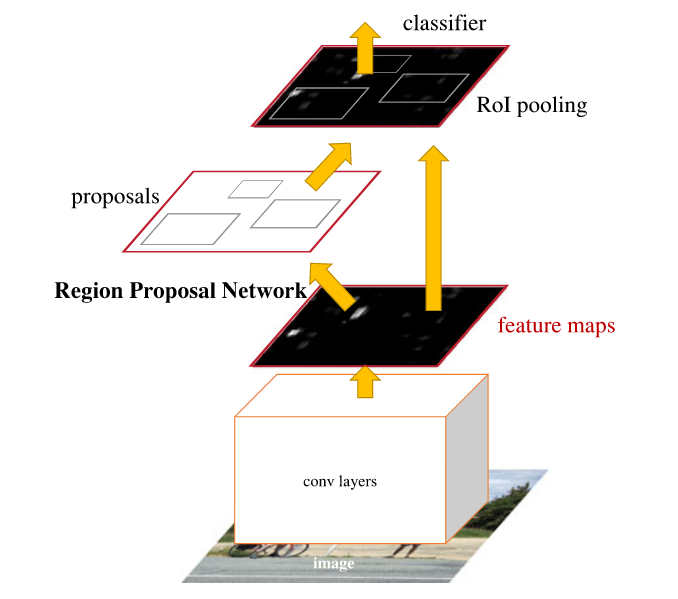 classifier
RoI pooling
proposals
Region Proposal Network
feature maps
conv layers
image